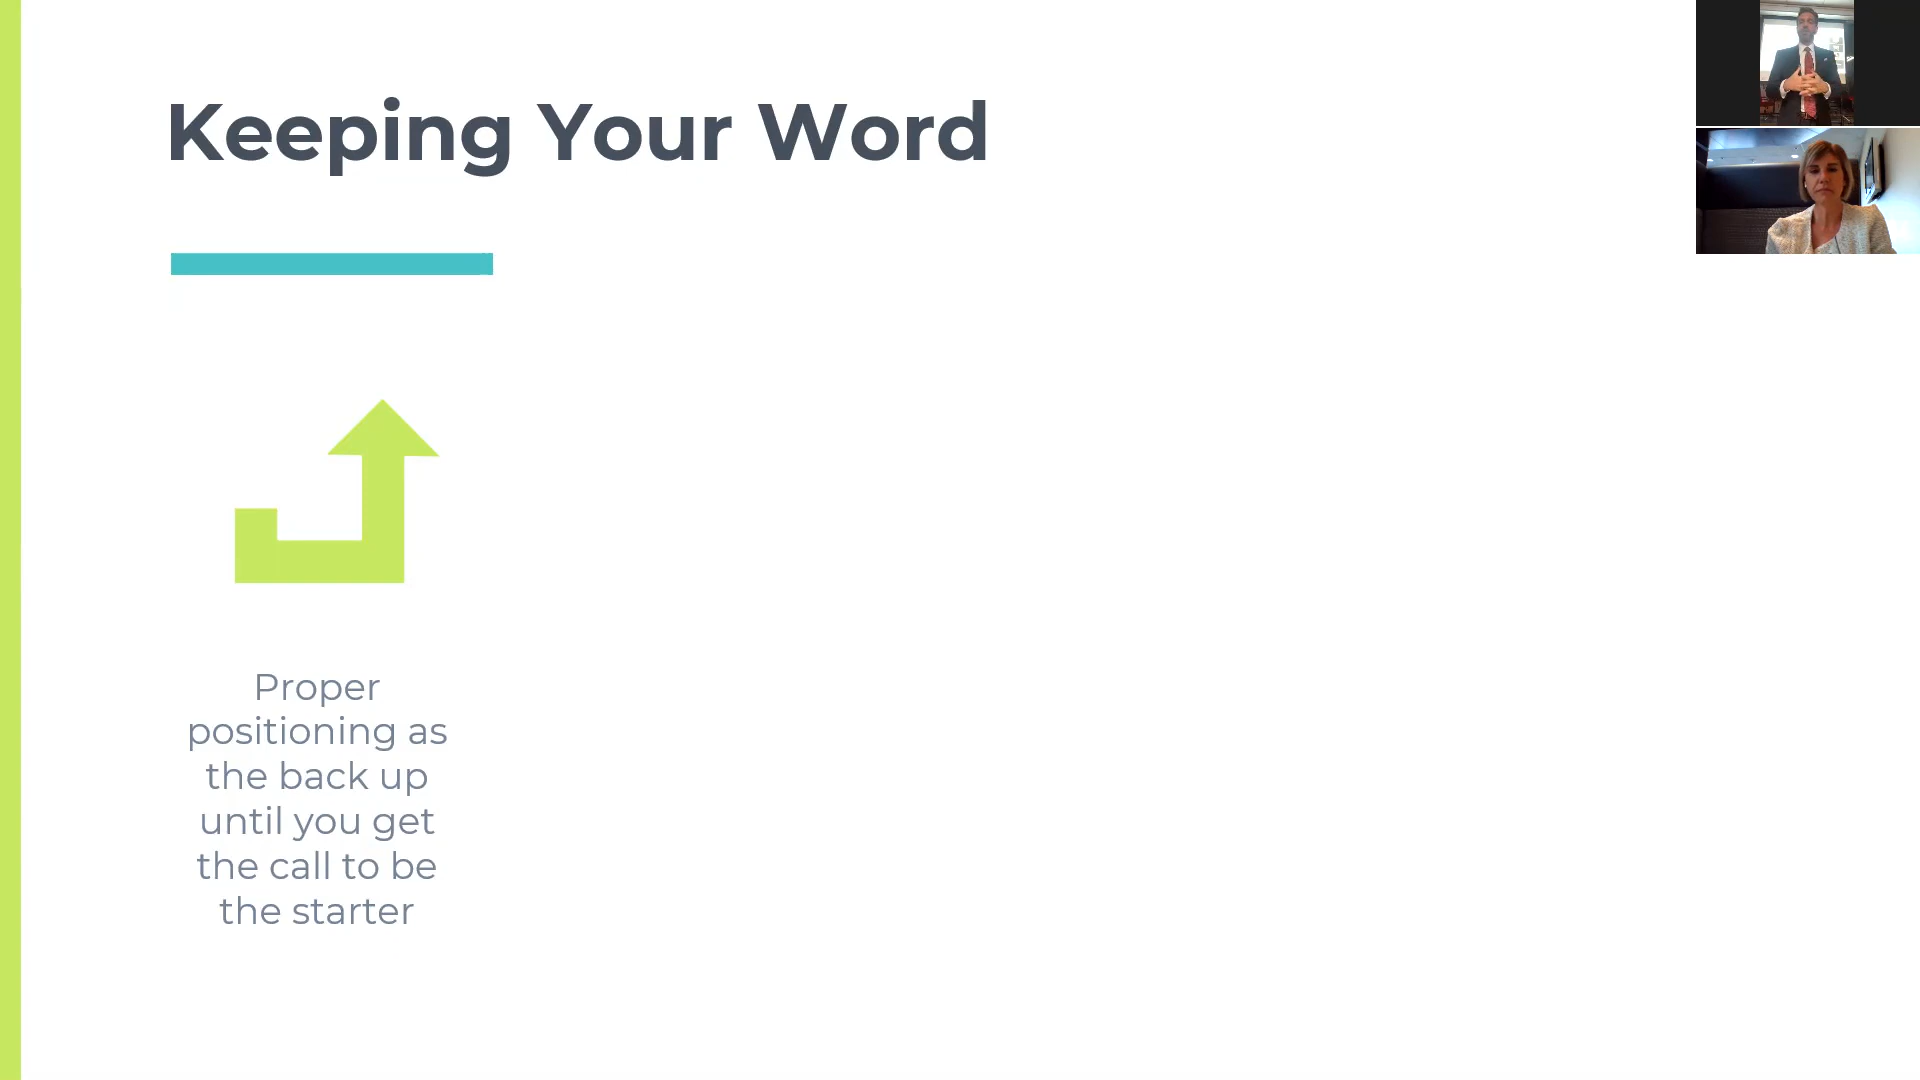 Keeping Your Word
Proper
positioning as
the back up
until you get
the call to be
the starter